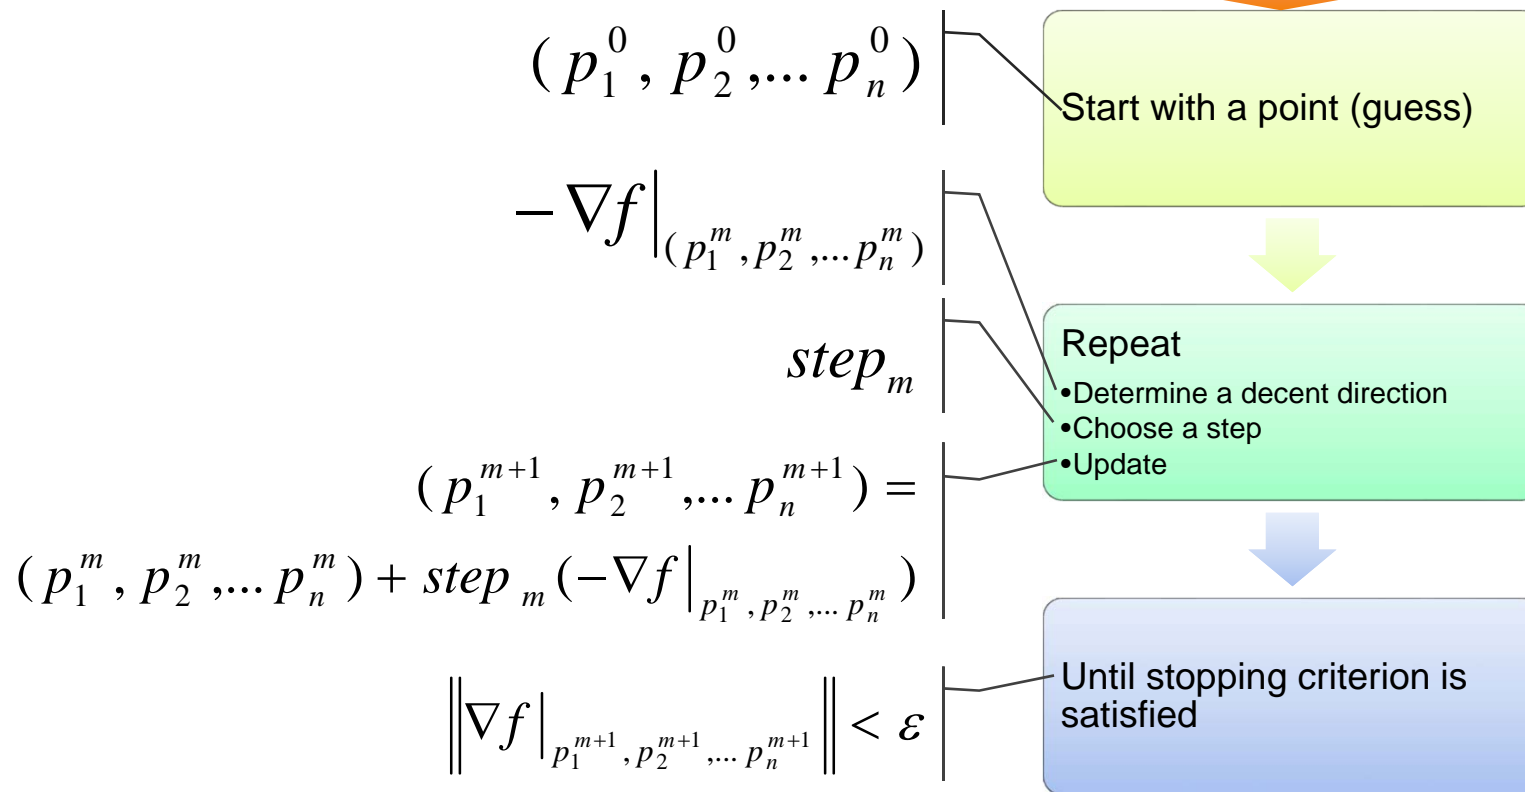 (p₁⁰, p₂⁰,... pₙ⁰)
Start with a point (guess)
−∇f|₍p₁ᵐ, p₂ᵐ,... pₙᵐ₎
stepₘ
Repeat
•Determine a decent direction
•Choose a step
•Update
(p₁ᵐ⁺¹, p₂ᵐ⁺¹,... pₙᵐ⁺¹) =
(p₁ᵐ, p₂ᵐ,... pₙᵐ) + stepₘ(−∇f|p₁ᵐ, p₂ᵐ,... pₙᵐ)
Until stopping criterion is
satisfied
‖∇f|p₁ᵐ⁺¹, p₂ᵐ⁺¹,... pₙᵐ⁺¹‖ < ε